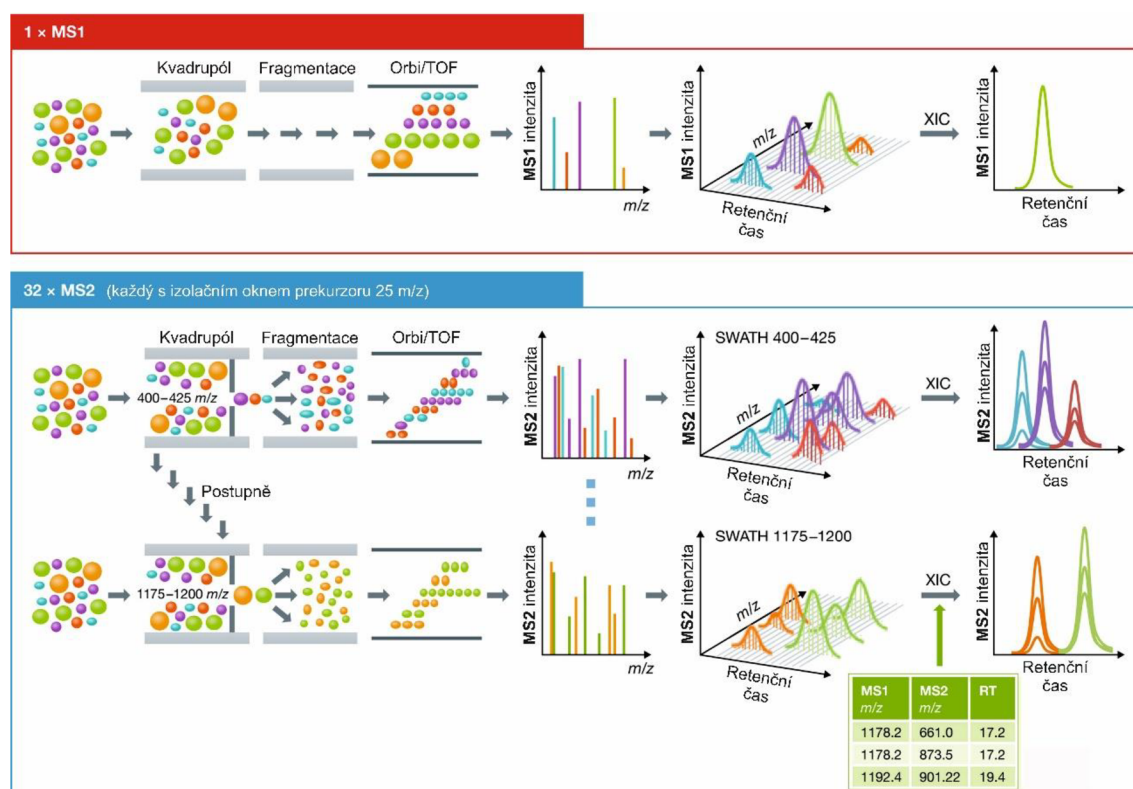 1 × MS1
Kvadrupól
Fragmentace
Orbi/TOF
MS1 intenzita
m/z
MS1 intenzita
m/z
Retenční
čas
XIC
MS1 intenzita
Retenční
čas
32 × MS2 (každý s izolačním oknem prekurzoru 25 m/z)
Kvadrupól
Fragmentace
Orbi/TOF
400–425 m/z
MS2 intenzita
m/z
SWATH 400–425
MS2 intenzita
m/z
Retenční
čas
XIC
MS2 intenzita
Retenční
čas
Postupně
1175–1200 m/z
MS2 intenzita
m/z
SWATH 1175–1200
MS2 intenzita
m/z
Retenční
čas
XIC
MS2 intenzita
Retenční
čas
MS1 MS2 RT
m/z m/z
1178.2 661.0 17.2
1178.2 873.5 17.2
1192.4 901.22 19.4